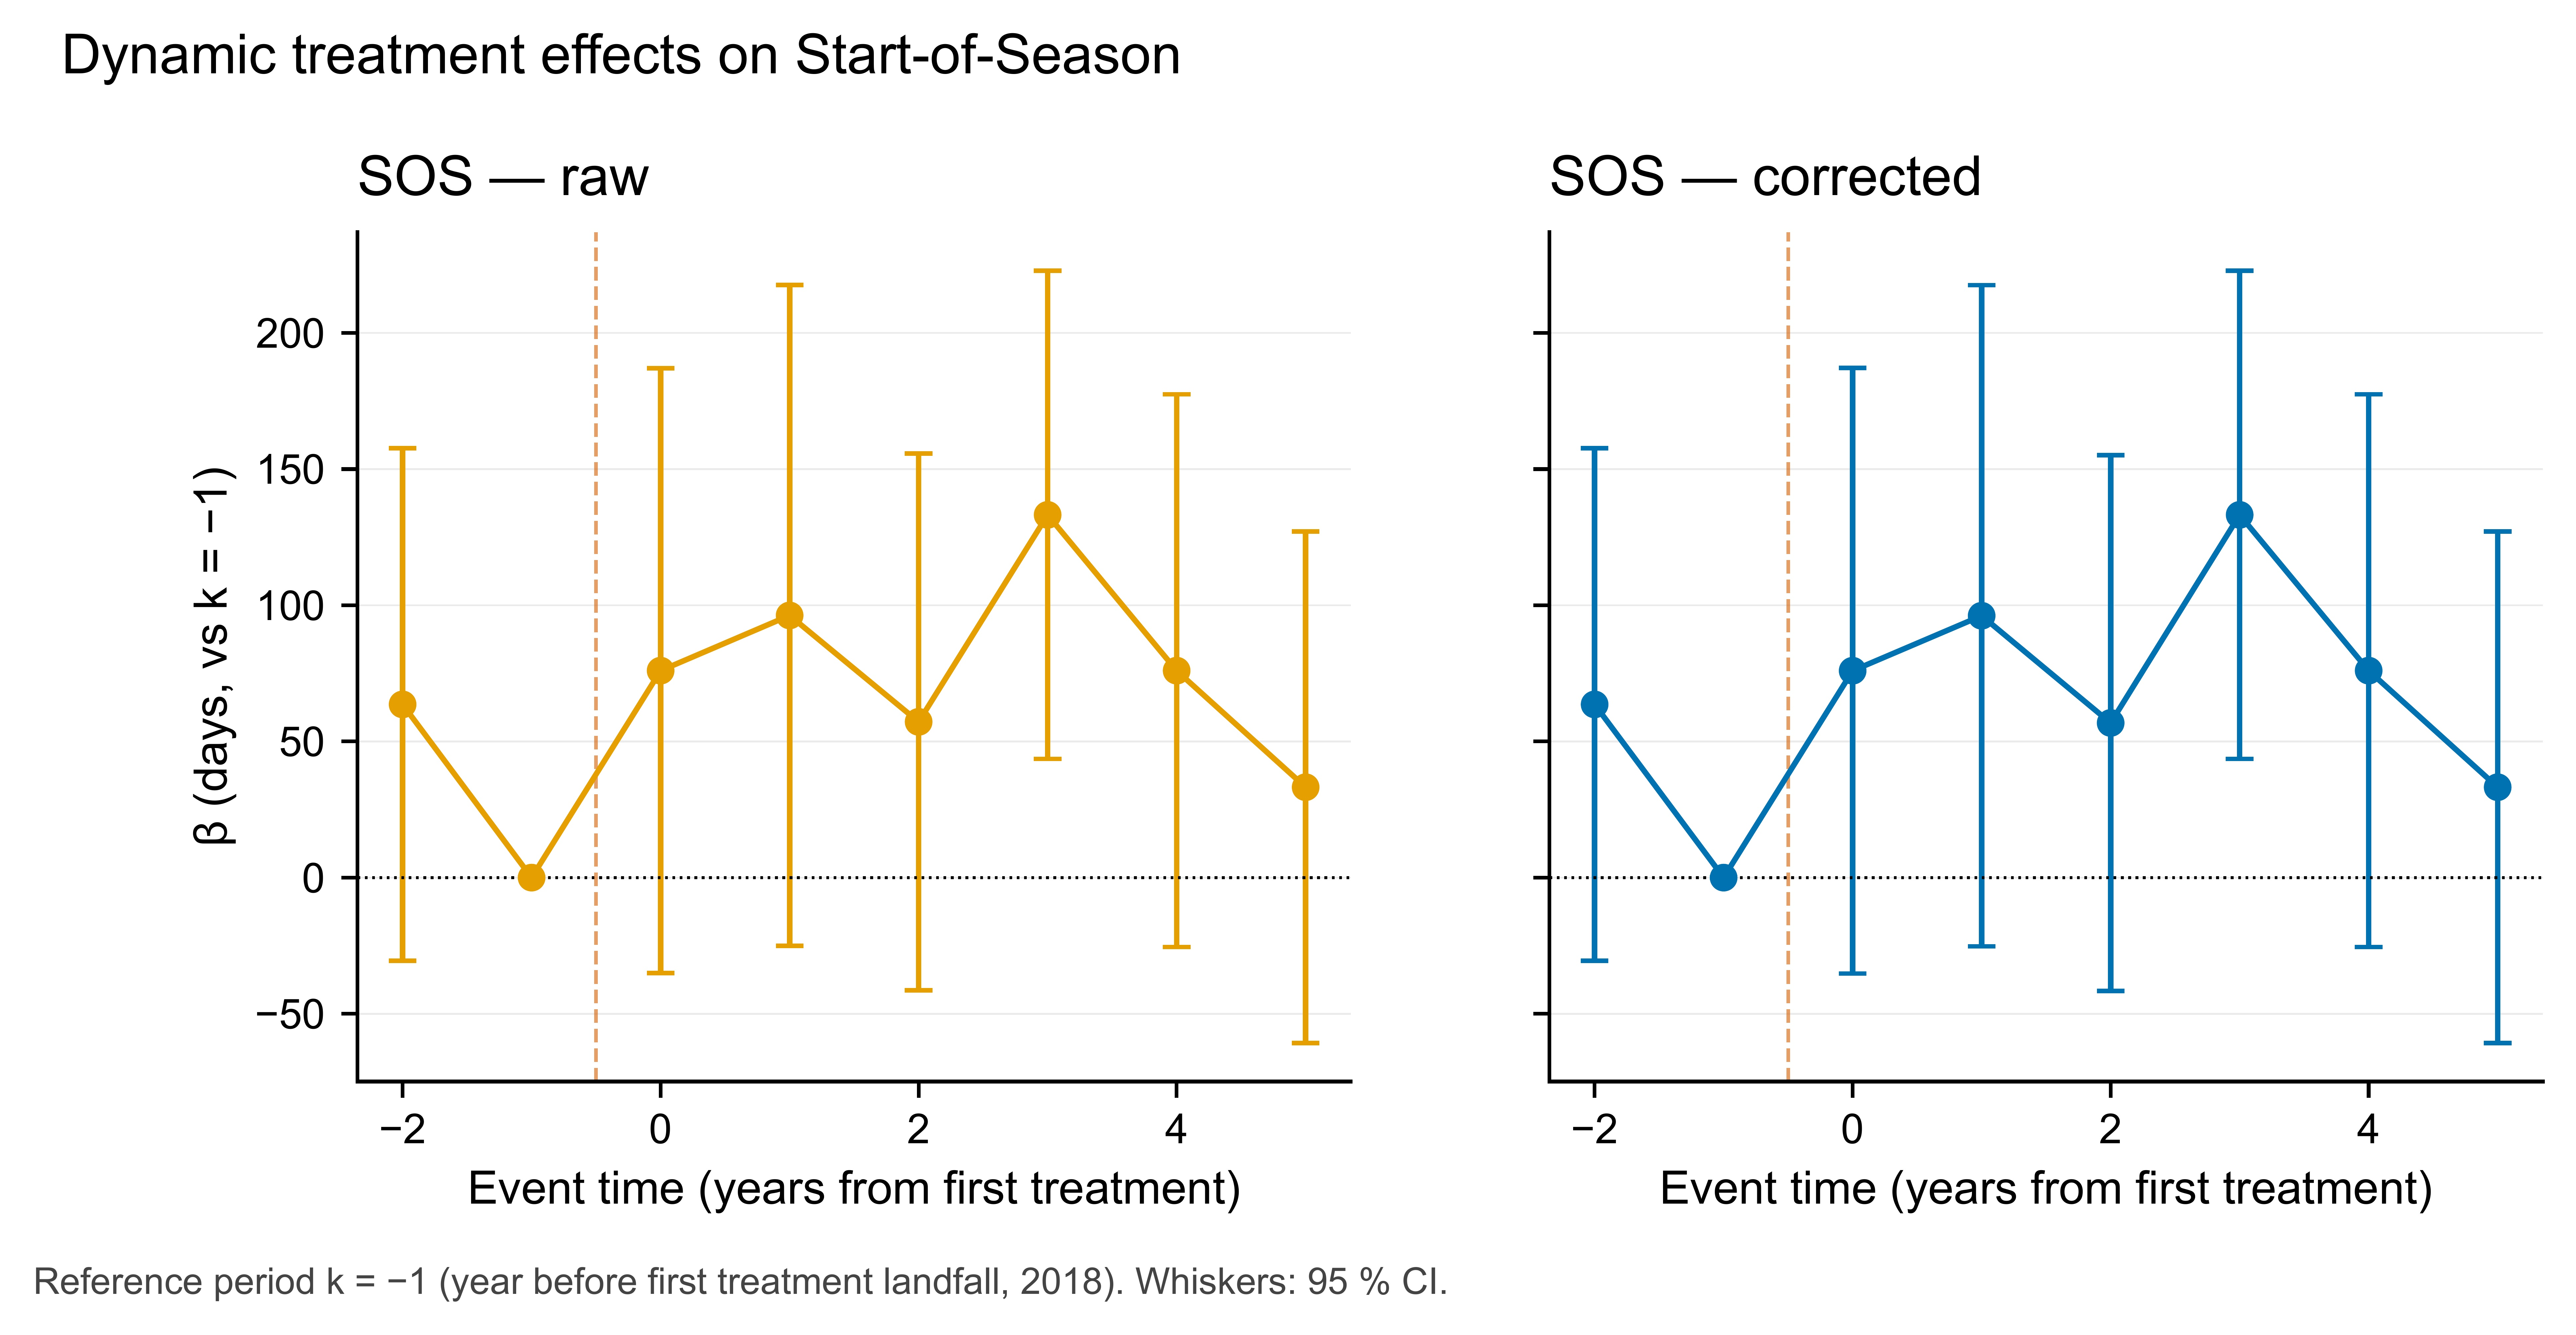 Dynamic treatment effects on Start-of-Season
SOS — raw
SOS — corrected
β (days, vs k = −1)
200
150
100
50
0
−50
−2 0 2 4
−2 0 2 4
Event time (years from first treatment)
Event time (years from first treatment)
Reference period k = −1 (year before first treatment landfall, 2018). Whiskers: 95 % CI.